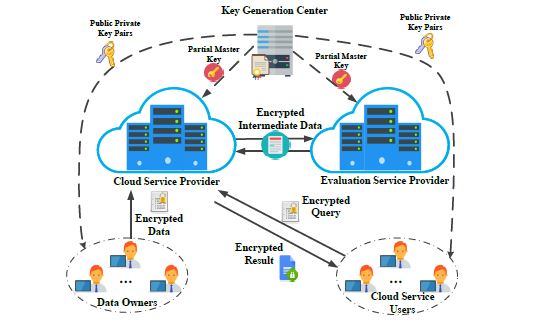 Key Generation Center
Public Private
Key Pairs
Public Private
Key Pairs
Partial Master
Key
Partial Master
Key
Encrypted
Intermediate Data
Cloud Service Provider
Evaluation Service Provider
Encrypted
Data
Encrypted
Query
Encrypted
Result
...
Data Owners
...
Cloud Service
Users